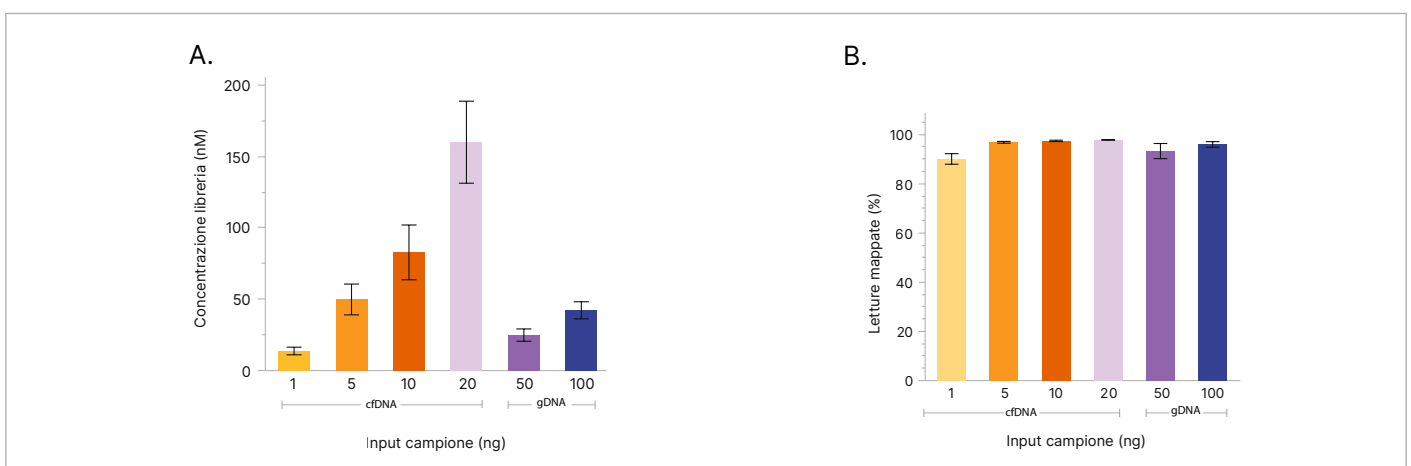 A.
Concentrazione libreria (nM)
200
150
100
50
0
1 5 10 20 50 100
cfDNA gDNA
Input campione (ng)
B.
Letture mappate (%)
100
80
60
40
20
0
1 5 10 20 50 100
cfDNA gDNA
Input campione (ng)